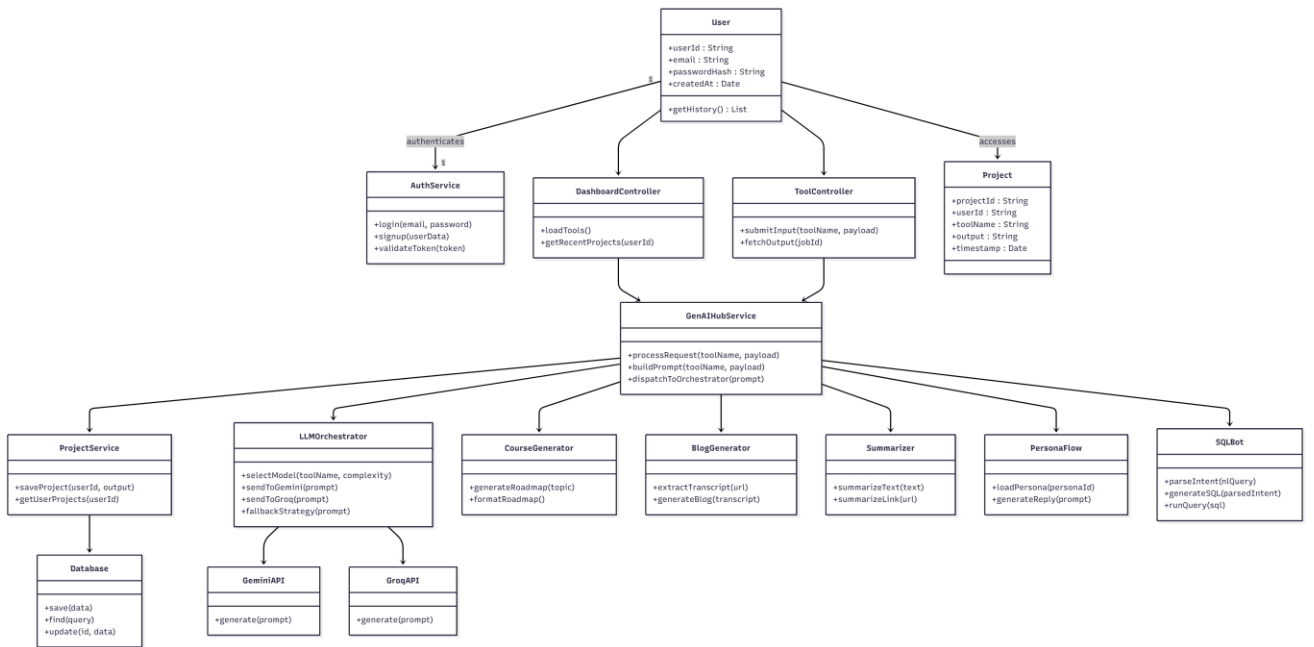 User
+userId : String
+email : String
+passwordHash : String
+createdAt : Date
+getHistory() : List
1
authenticates
accesses
1
AuthService
+login(email, password)
+signup(userData)
+validateToken(token)
DashboardController
+loadTools()
+getRecentProjects(userId)
ToolController
+submitInput(toolName, payload)
+fetchOutput(jobId)
Project
+projectId : String
+userId : String
+toolName : String
+output : String
+timestamp : Date
GenAIHubService
+processRequest(toolName, payload)
+buildPrompt(toolName, payload)
+dispatchToOrchestrator(prompt)
ProjectService
+saveProject(userId, output)
+getUserProjects(userId)
LLMOrchestrator
+selectModel(toolName, complexity)
+sendToGemini(prompt)
+sendToGroq(prompt)
+fallbackStrategy(prompt)
CourseGenerator
+generateRoadmap(topic)
+formatRoadmap()
BlogGenerator
+extractTranscript(url)
+generateBlog(transcript)
Summarizer
+summarizeText(text)
+summarizeLink(url)
PersonaFlow
+loadPersona(personaId)
+generateReply(prompt)
SQLBot
+parseIntent(nlQuery)
+generateSQL(parsedIntent)
+runQuery(sql)
Database
+save(data)
+find(query)
+update(id, data)
GeminiAPI
+generate(prompt)
GroqAPI
+generate(prompt)